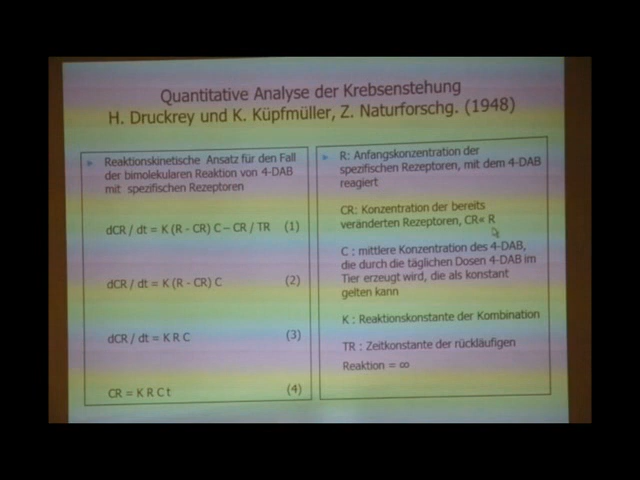 Quantitative Analyse der Krebsenstehung
H. Druckrey und K. Küpfmüller, Z. Naturforschg. (1948)
Reaktionskinetische Ansatz für den Fall
der bimolekularen Reaktion von 4-DAB
mit spezifischen Rezeptoren
dCR / dt = K (R - CR) C – CR / TR (1)
dCR / dt = K (R - CR) C (2)
dCR / dt = K R C (3)
CR = K R C t (4)
R: Anfangskonzentration der
spezifischen Rezeptoren, mit dem 4-DAB
reagiert
CR: Konzentration der bereits
veränderten Rezeptoren, CR« R
C : mittlere Konzentration des 4-DAB,
die durch die täglichen Dosen 4-DAB im
Tier erzeugt wird, die als konstant
gelten kann
K : Reaktionskonstante der Kombination
TR : Zeitkonstante der rückläufigen
Reaktion = ∞